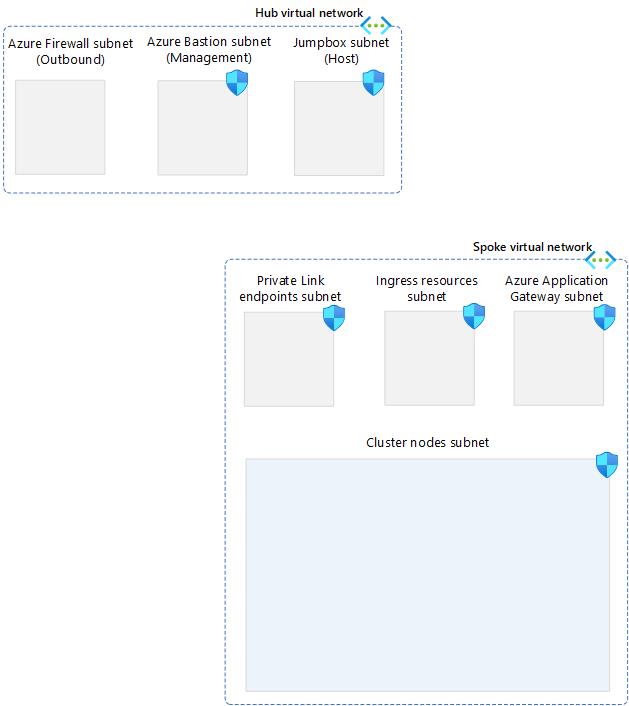 Hub virtual network
Azure Firewall subnet
(Outbound)
Azure Bastion subnet
(Management)
Jumpbox subnet
(Host)
Spoke virtual network
Private Link
endpoints subnet
Ingress resources
subnet
Azure Application
Gateway subnet
Cluster nodes subnet